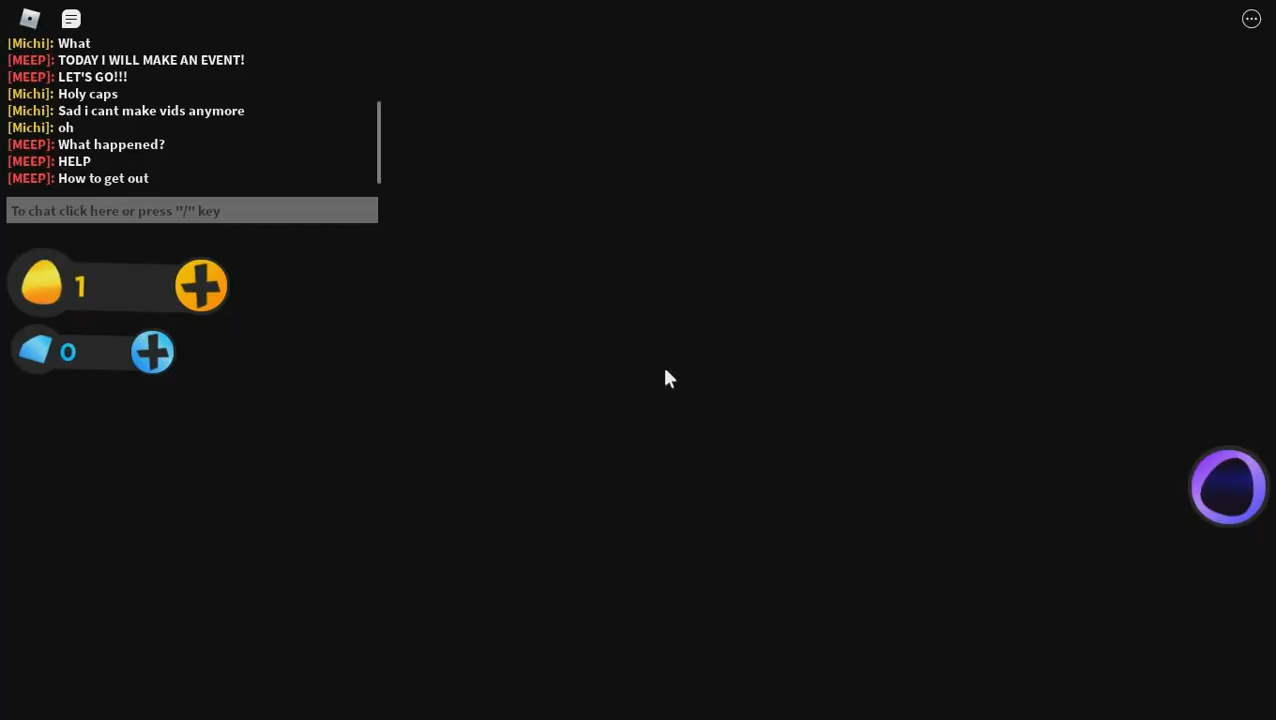 [Michi]: What
[MEEP]: TODAY I WILL MAKE AN EVENT!
[MEEP]: LET'S GO!!!
[Michi]: Holy caps
[Michi]: Sad i cant make vids anymore
[Michi]: oh
[MEEP]: What happened?
[MEEP]: HELP
[MEEP]: How to get out
To chat click here or press "/" key
1
0